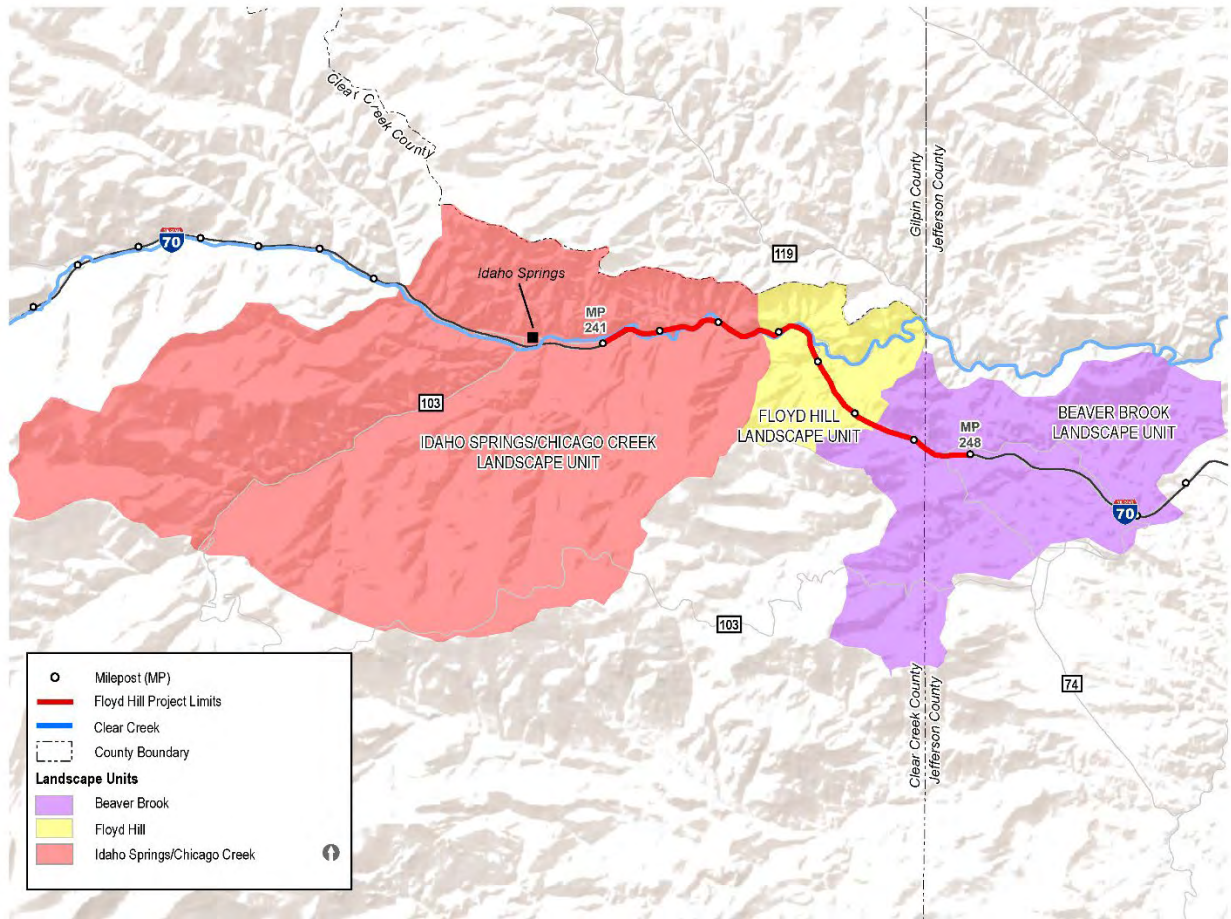 Clear Creek County
Gilpin County
Jefferson County
70
119
Idaho Springs
MP
241
103
IDAHO SPRINGS/CHICAGO CREEK
LANDSCAPE UNIT
FLOYD HILL
LANDSCAPE UNIT
BEAVER BROOK
LANDSCAPE UNIT
MP
248
70
103
74
Clear Creek County
Jefferson County
Milepost (MP)
Floyd Hill Project Limits
Clear Creek
County Boundary
Landscape Units
Beaver Brook
Floyd Hill
Idaho Springs/Chicago Creek